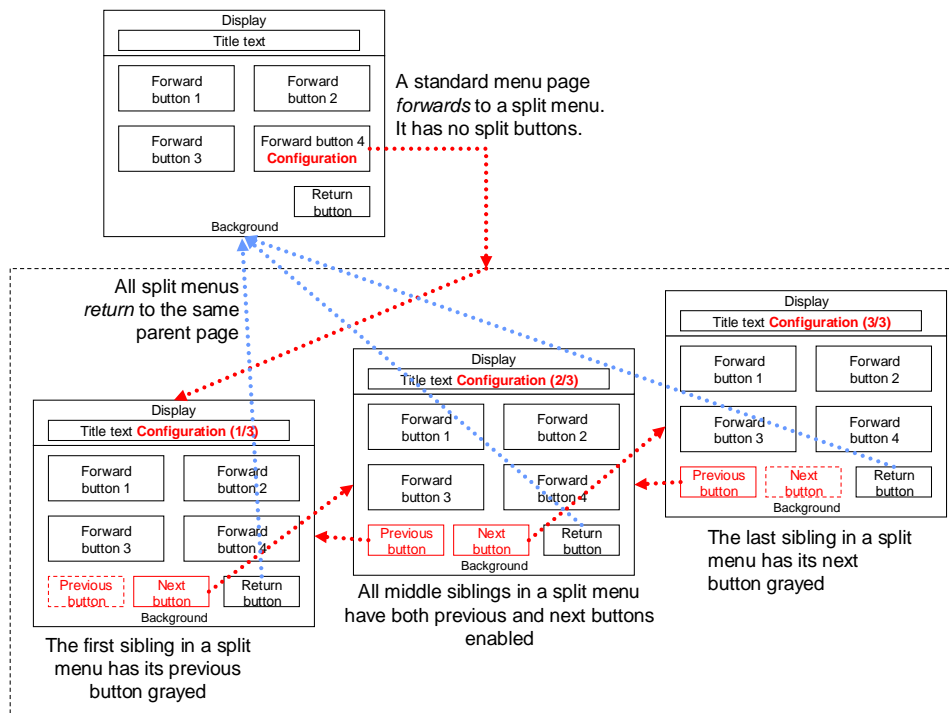 Display
Title text
Forward
button 1
Forward
button 2
Forward
button 3
Forward button 4
Configuration
Return
button
Background
A standard menu page
forwards to a split menu.
It has no split buttons.
All split menus
return to the same
parent page
Display
Title text Configuration (1/3)
Forward
button 1
Forward
button 2
Forward
button 3
Forward
button 4
Previous
button
Next
button
Return
button
Background
The first sibling in a split
menu has its previous
button grayed
Display
Title text Configuration (2/3)
Forward
button 1
Forward
button 2
Forward
button 3
Forward
button 4
Previous
button
Next
button
Return
button
Background
All middle siblings in a split menu
have both previous and next buttons
enabled
Display
Title text Configuration (3/3)
Forward
button 1
Forward
button 2
Forward
button 3
Forward
button 4
Previous
button
Next
button
Return
button
Background
The last sibling in a split
menu has its next
button grayed